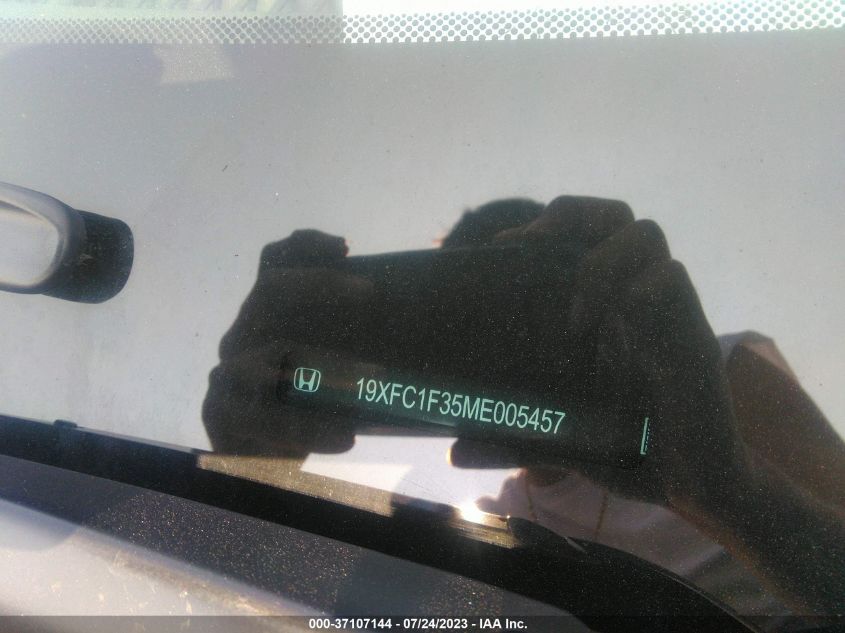 19XFC1F35ME005457
000-37107144 - 07/24/2023 - IAA Inc.